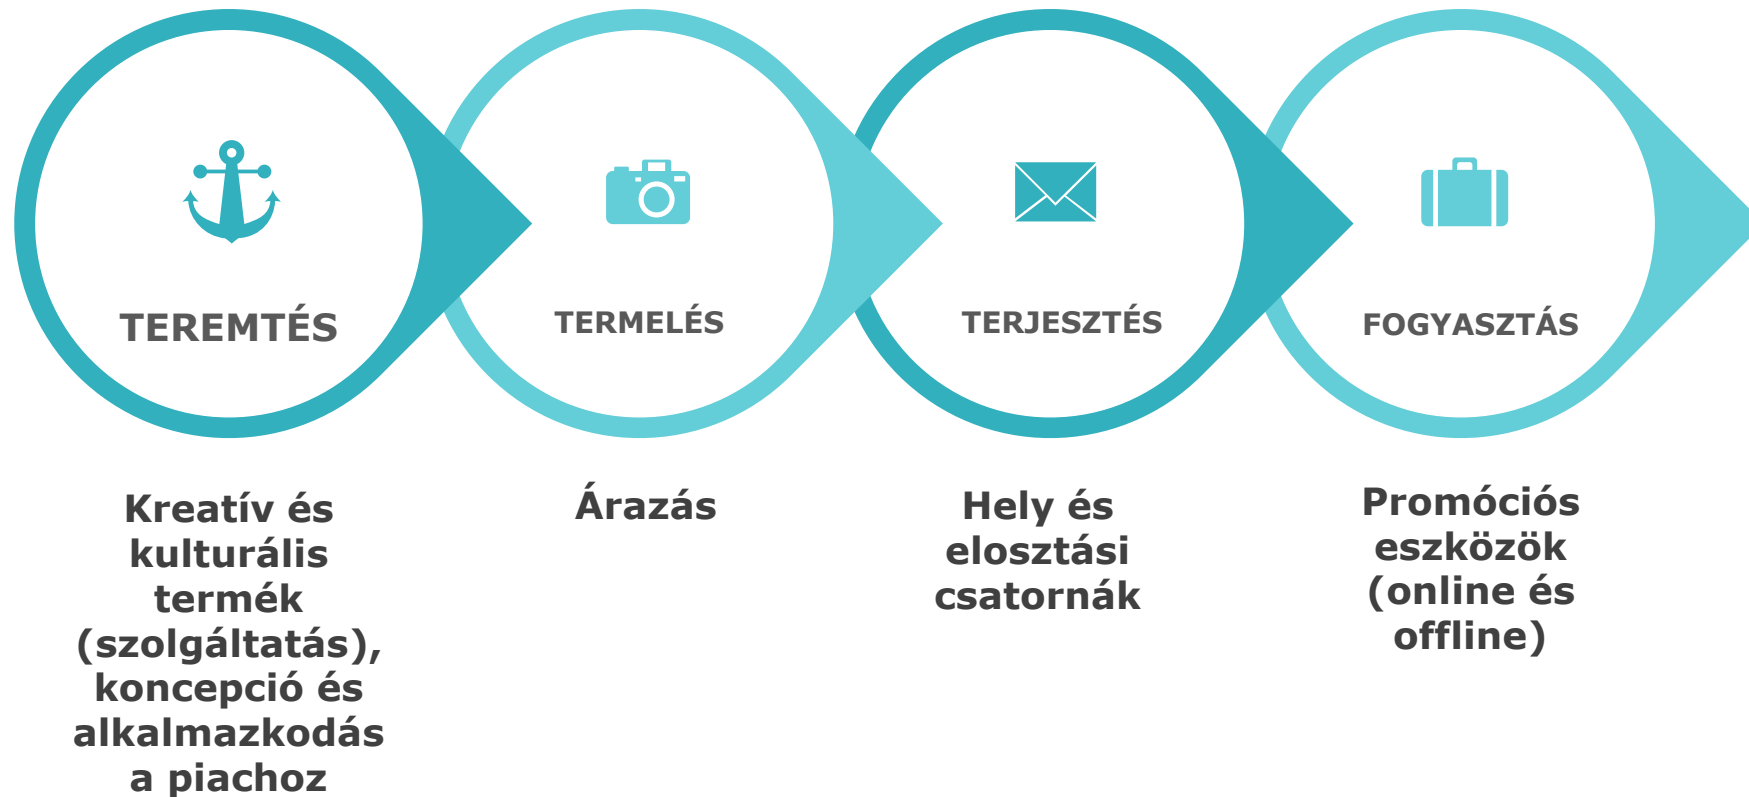 TEREMTÉS
TERMELÉS
TERJESZTÉS
FOGYASZTÁS
Kreatív és
kulturális
termék
(szolgáltatás),
koncepció és
alkalmazkodás
a piachoz
Árazás
Hely és
elosztási
csatornák
Promóciós
eszközök
(online és
offline)